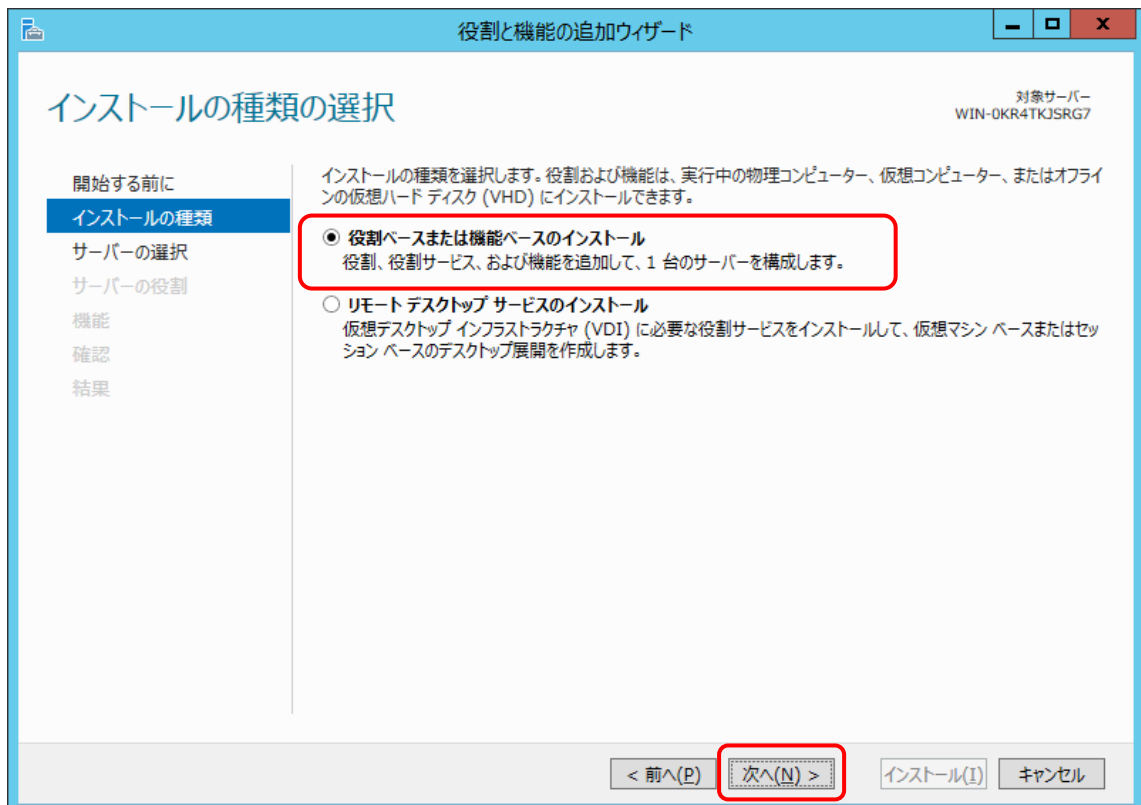 役割と機能の追加ウィザード
インストールの種類の選択
対象サーバー
WIN-0KR4TKJSRG7
開始する前に
インストールの種類
サーバーの選択
サーバーの役割
機能
確認
結果
インストールの種類を選択します。役割および機能は、実行中の物理コンピューター、仮想コンピューター、またはオフライ
ンの仮想ハード ディスク (VHD) にインストールできます。
役割ベースまたは機能ベースのインストール
役割、役割サービス、および機能を追加して、1 台のサーバーを構成します。
リモート デスクトップ サービスのインストール
仮想デスクトップ インフラストラクチャ (VDI) に必要な役割サービスをインストールして、仮想マシン ベースまたはセッ
ション ベースのデスクトップ展開を作成します。
< 前へ(P)
次へ(N) >
インストール(I)
キャンセル